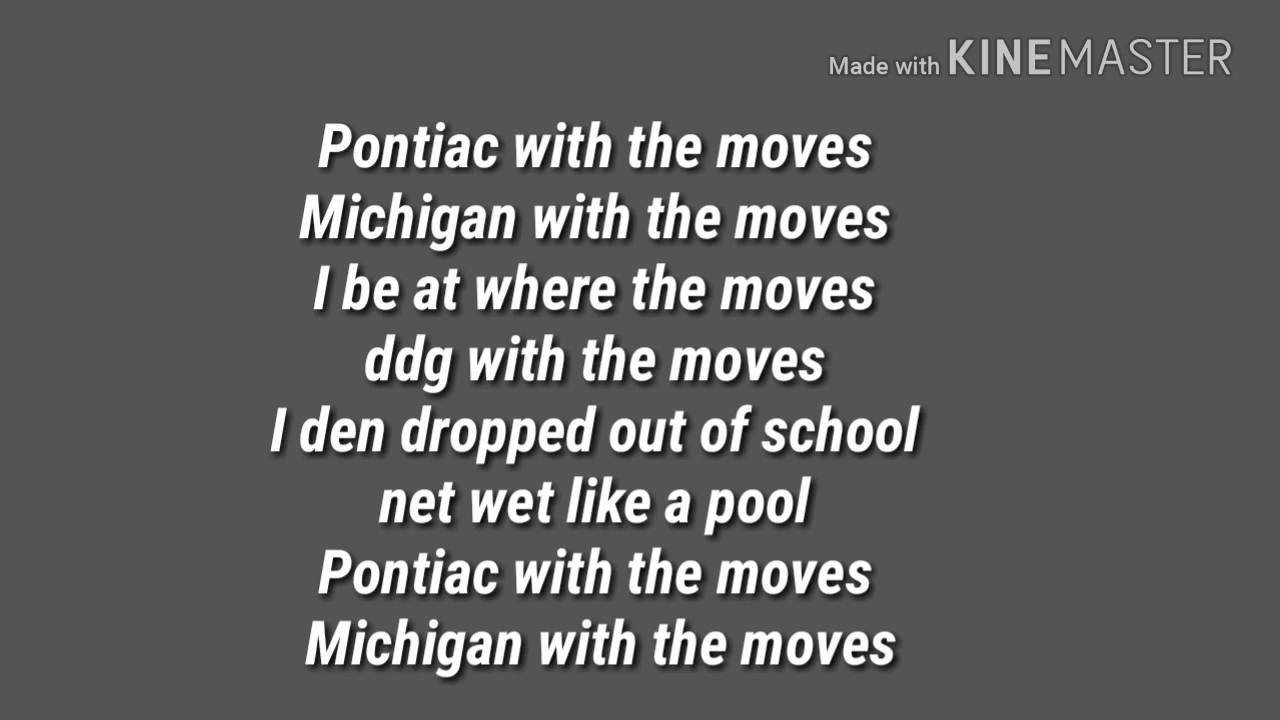 Made with KINEMASTER
Pontiac with the moves
Michigan with the moves
I be at where the moves
ddg with the moves
I den dropped out of school
net wet like a pool
Pontiac with the moves
Michigan with the moves